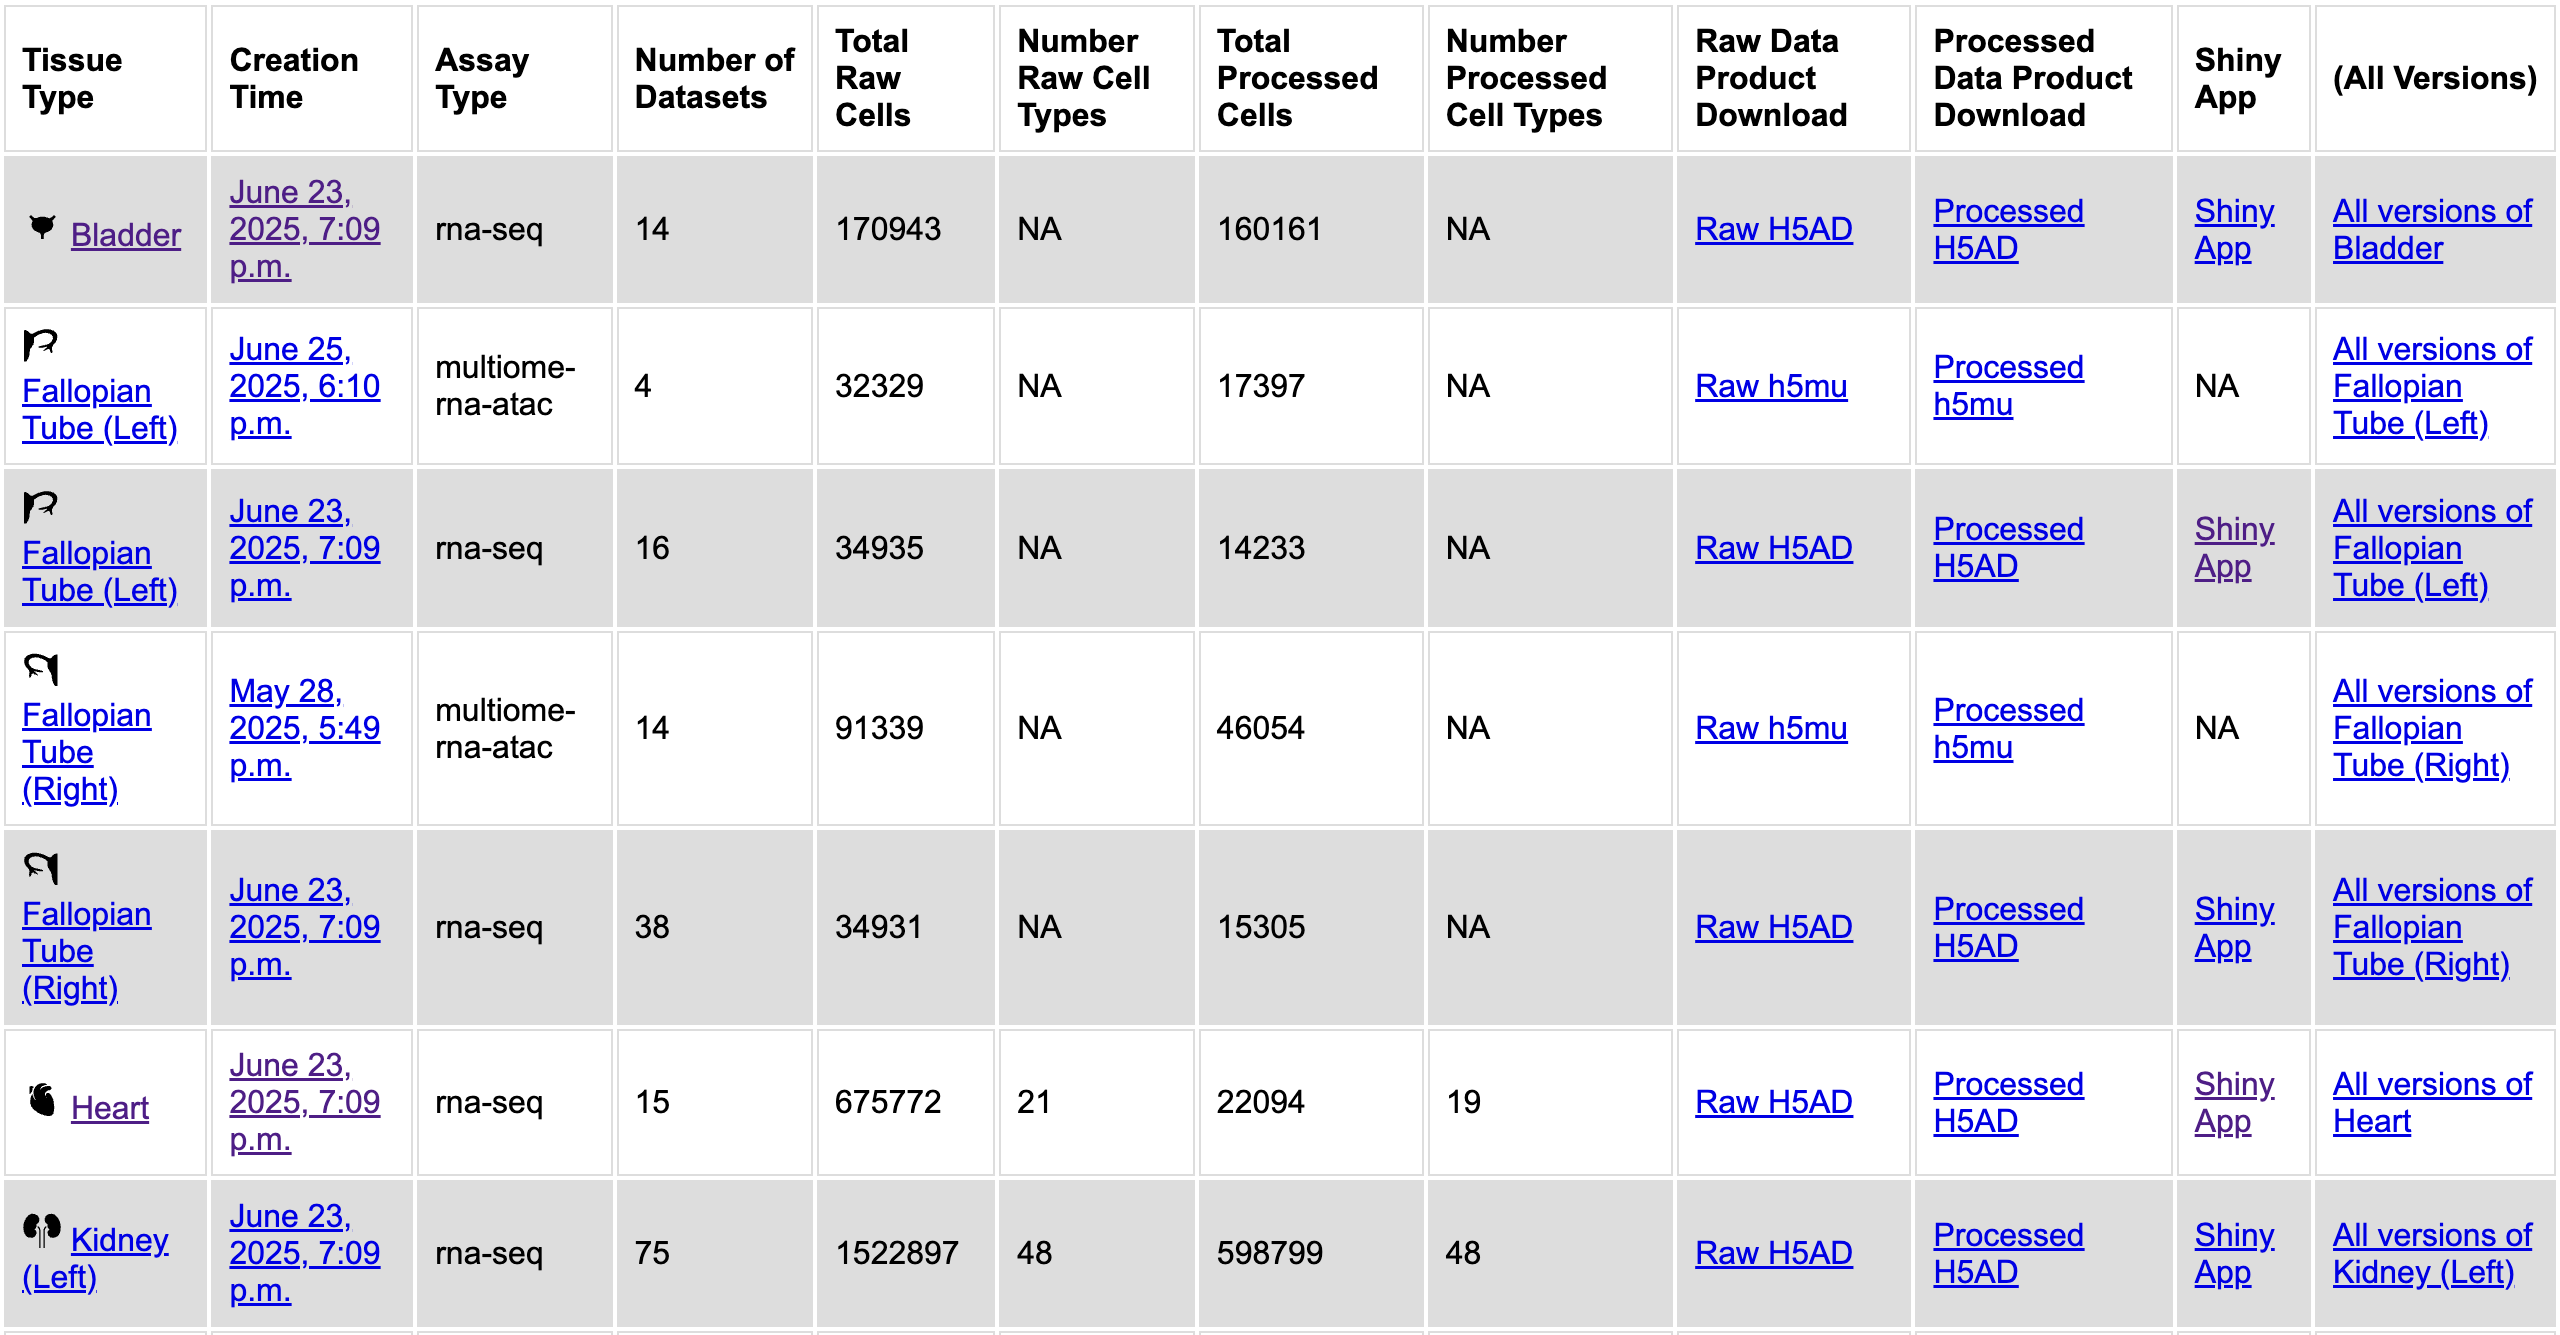 Tissue Type | Creation Time | Assay Type | Number of Datasets | Total Raw Cells | Number Raw Cell Types | Total Processed Cells | Number Processed Cell Types | Raw Data Product Download | Processed Data Product Download | Shiny App | (All Versions)
Bladder | June 23, 2025, 7:09 p.m. | rna-seq | 14 | 170943 | NA | 160161 | NA | Raw H5AD | Processed H5AD | Shiny App | All versions of Bladder
Fallopian Tube (Left) | June 25, 2025, 6:10 p.m. | multiome-rna-atac | 4 | 32329 | NA | 17397 | NA | Raw h5mu | Processed h5mu | NA | All versions of Fallopian Tube (Left)
Fallopian Tube (Left) | June 23, 2025, 7:09 p.m. | rna-seq | 16 | 34935 | NA | 14233 | NA | Raw H5AD | Processed H5AD | Shiny App | All versions of Fallopian Tube (Left)
Fallopian Tube (Right) | May 28, 2025, 5:49 p.m. | multiome-rna-atac | 14 | 91339 | NA | 46054 | NA | Raw h5mu | Processed h5mu | NA | All versions of Fallopian Tube (Right)
Fallopian Tube (Right) | June 23, 2025, 7:09 p.m. | rna-seq | 38 | 34931 | NA | 15305 | NA | Raw H5AD | Processed H5AD | Shiny App | All versions of Fallopian Tube (Right)
Heart | June 23, 2025, 7:09 p.m. | rna-seq | 15 | 675772 | 21 | 22094 | 19 | Raw H5AD | Processed H5AD | Shiny App | All versions of Heart
Kidney (Left) | June 23, 2025, 7:09 p.m. | rna-seq | 75 | 1522897 | 48 | 598799 | 48 | Raw H5AD | Processed H5AD | Shiny App | All versions of Kidney (Left)